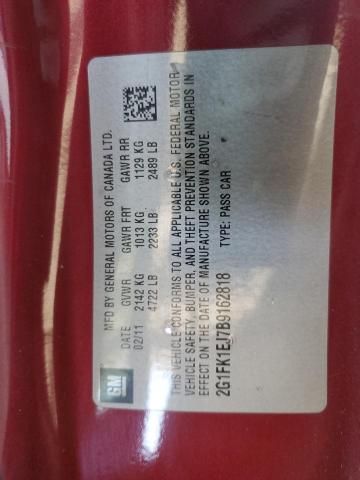 GM
MFD BY GENERAL MOTORS OF CANADA LTD.
DATE GVWR GAWR FRT GAWR RR
02/11 2142 KG 1013 KG 1129 KG
4722 LB 2233 LB 2489 LB
THIS VEHICLE CONFORMS TO ALL APPLICABLE U.S. FEDERAL MOTOR
VEHICLE SAFETY, BUMPER, AND THEFT PREVENTION STANDARDS IN
EFFECT ON THE DATE OF MANUFACTURE SHOWN ABOVE.
2G1FK1EJ7B9162818 TYPE: PASS CAR